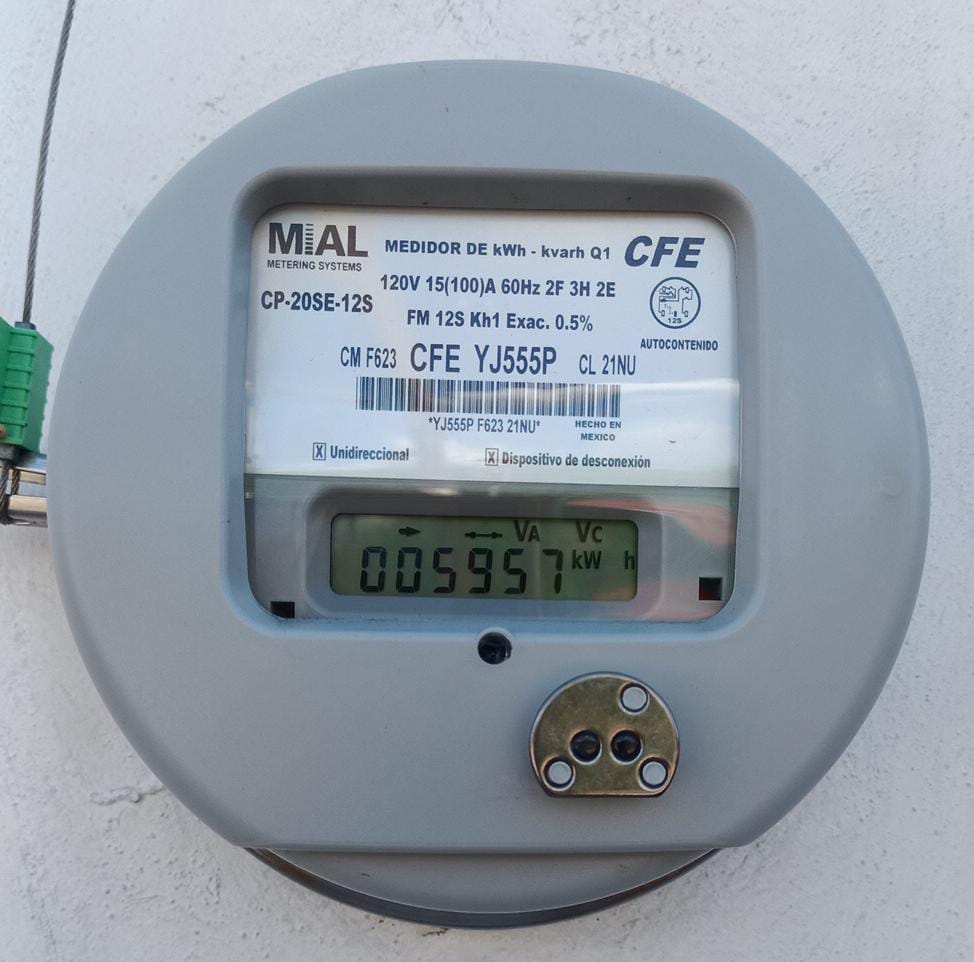 MIAL
METERING SYSTEMS
MEDIDOR DE kWh - kvarh Q1
CFE
CP-20SE-12S
120V 15(100)A 60Hz 2F 3H 2E
FM 12S Kh1 Exac. 0.5%
12S
AUTOCONTENIDO
CM F623 CFE YJ555P CL 21NU
*YJ555P F623 21NU*
HECHO EN
MEXICO
X Unidireccional
X Dispositivo de desconexión
VA VC
005957 kW h